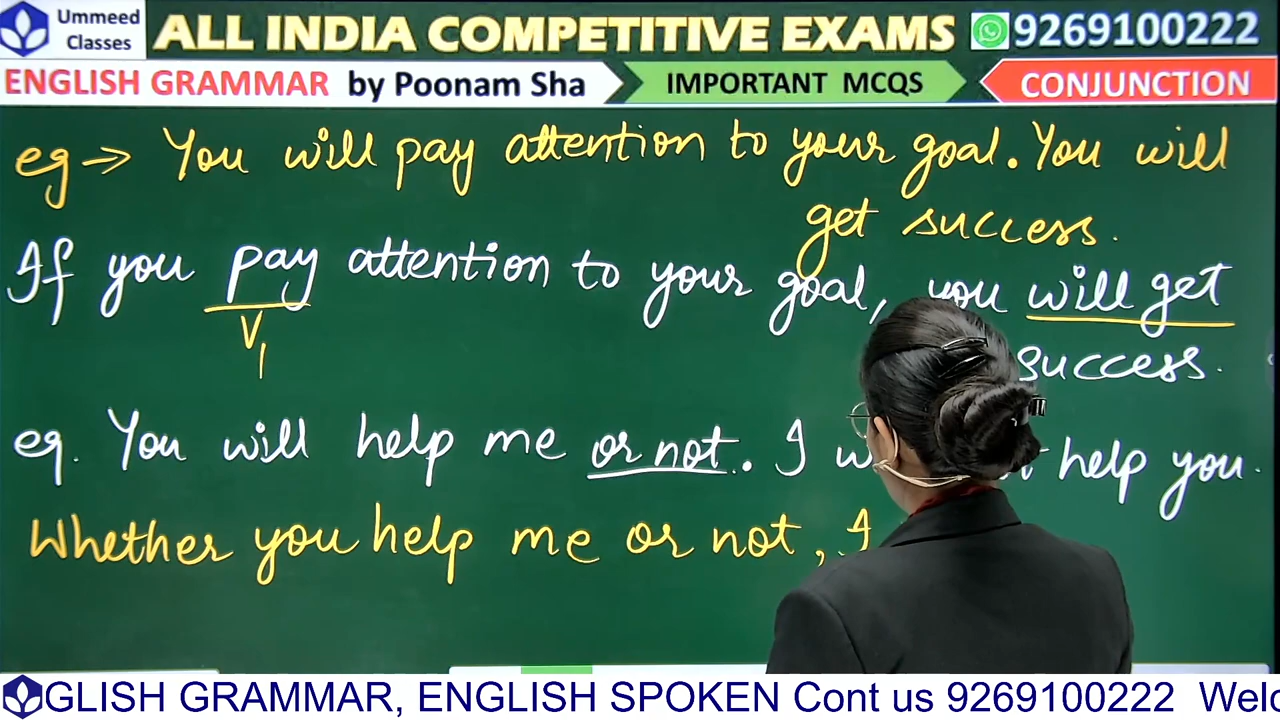 Ummeed
Classes
ALL INDIA COMPETITIVE EXAMS
9269100222
ENGLISH GRAMMAR by Poonam Sha
IMPORTANT MCQS
CONJUNCTION
eg → You will pay attention to your goal. You will
get success.
If you pay attention to your goal, you will get
V1
success.
eg. You will help me or not. I help you.
Whether you help me or not, I
GLISH GRAMMAR, ENGLISH SPOKEN Cont us 9269100222 Welc